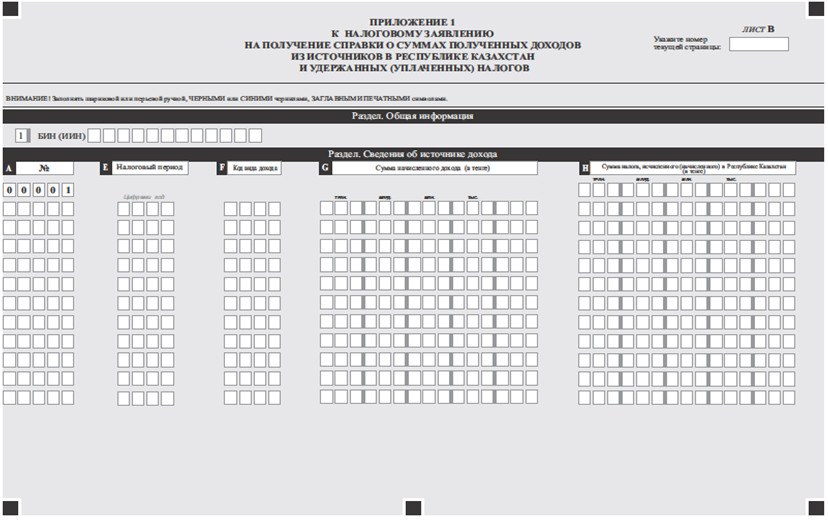 ПРИЛОЖЕНИЕ 1
К НАЛОГОВОМУ ЗАЯВЛЕНИЮ
НА ПОЛУЧЕНИЕ СПРАВКИ О СУММАХ ПОЛУЧЕННЫХ ДОХОДОВ
ИЗ ИСТОЧНИКОВ В РЕСПУБЛИКЕ КАЗАХСТАН
И УДЕРЖАННЫХ (УПЛАЧЕННЫХ) НАЛОГОВ
ЛИСТ B
Укажите номер
текущей страницы:
ВНИМАНИЕ! Заполнять шариковой или перьевой ручкой, ЧЕРНЫМИ или СИНИМИ чернилами, ЗАГЛАВНЫМИ ПЕЧАТНЫМИ символами.
Раздел. Общая информация
1 БИН (ИИН)
Раздел. Сведения об источнике дохода
A № E Налоговый период F Код вида дохода G Сумма начисленного дохода (в тенге) H Сумма налога, исчисленного (начисленного) в Республике Казахстан
(в тенге)
трлн. млрд. млн. тыс.
0 0 0 0 1
Цифровой код трлн. млрд. млн. тыс.